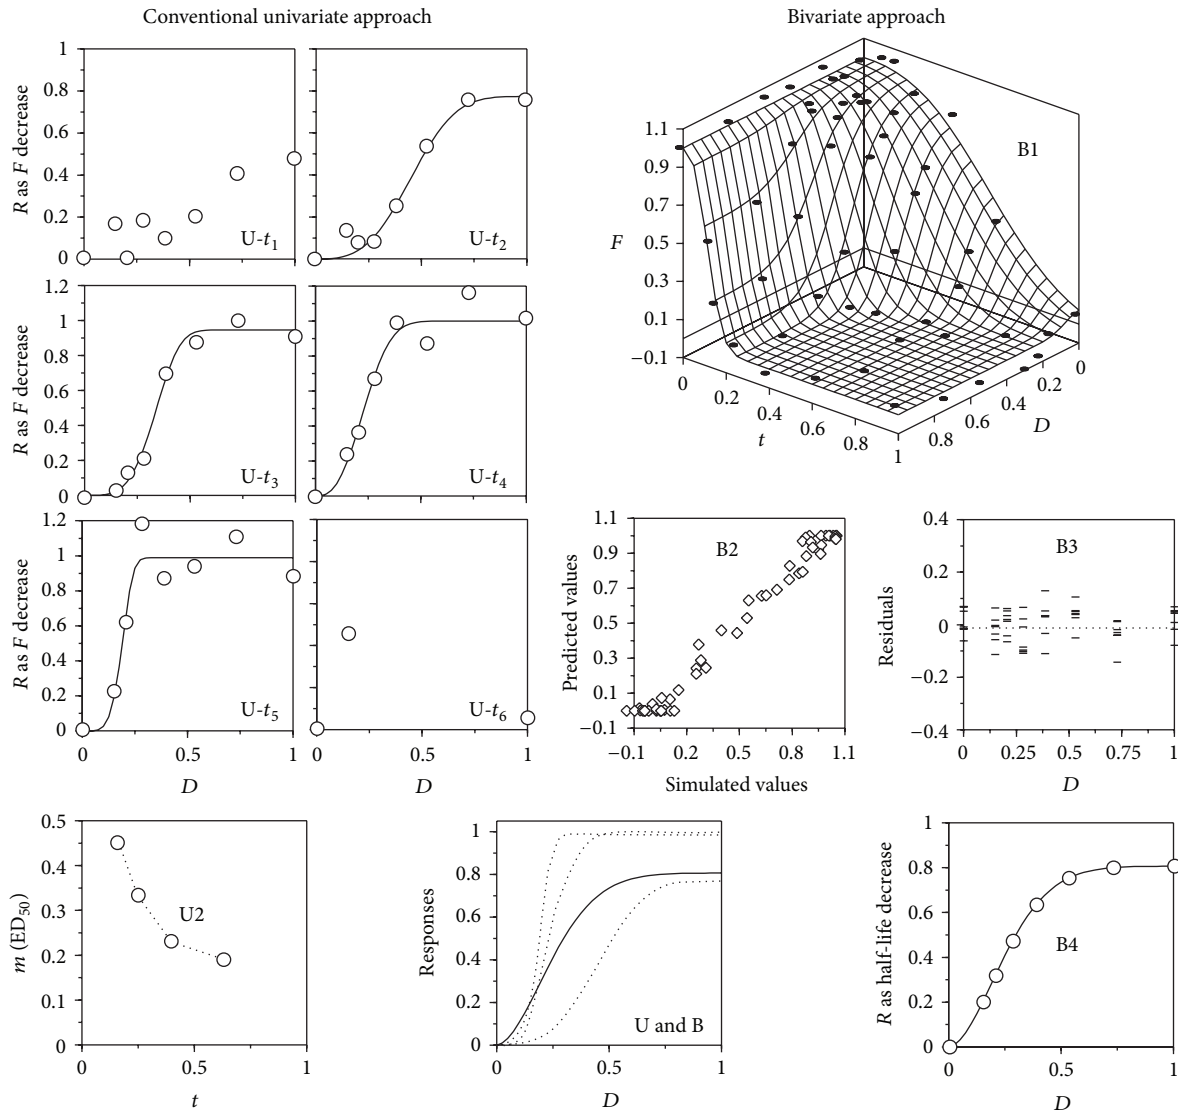 Conventional univariate approach
Bivariate approach
1
0.8
0.6
0.4
0.2
0
R as F decrease
U-t1
U-t2
1.2
1
0.8
0.6
0.4
0.2
0
R as F decrease
U-t3
U-t4
1.2
1
0.8
0.6
0.4
0.2
0
R as F decrease
U-t5
U-t6
0 0.5 1
D
0 0.5 1
D
1.1
0.9
0.7
0.5
0.3
0.1
−0.1
F
B1
0 0.2 0.4 0.6 0.8 1
t
0.8 0.6 0.4 0.2 0
D
1.1
0.9
0.7
0.5
0.3
0.1
−0.1
Predicted values
B2
−0.1 0.2 0.5 0.8 1.1
Simulated values
0.4
0.2
0
−0.2
−0.4
Residuals
B3
0 0.25 0.5 0.75 1
D
0.5
0.4
0.3
0.2
0.1
0
m (ED50)
U2
0 0.5 1
t
1
0.8
0.6
0.4
0.2
0
Responses
U and B
0 0.5 1
D
1
0.8
0.6
0.4
0.2
0
R as half-life decrease
B4
0 0.5 1
D